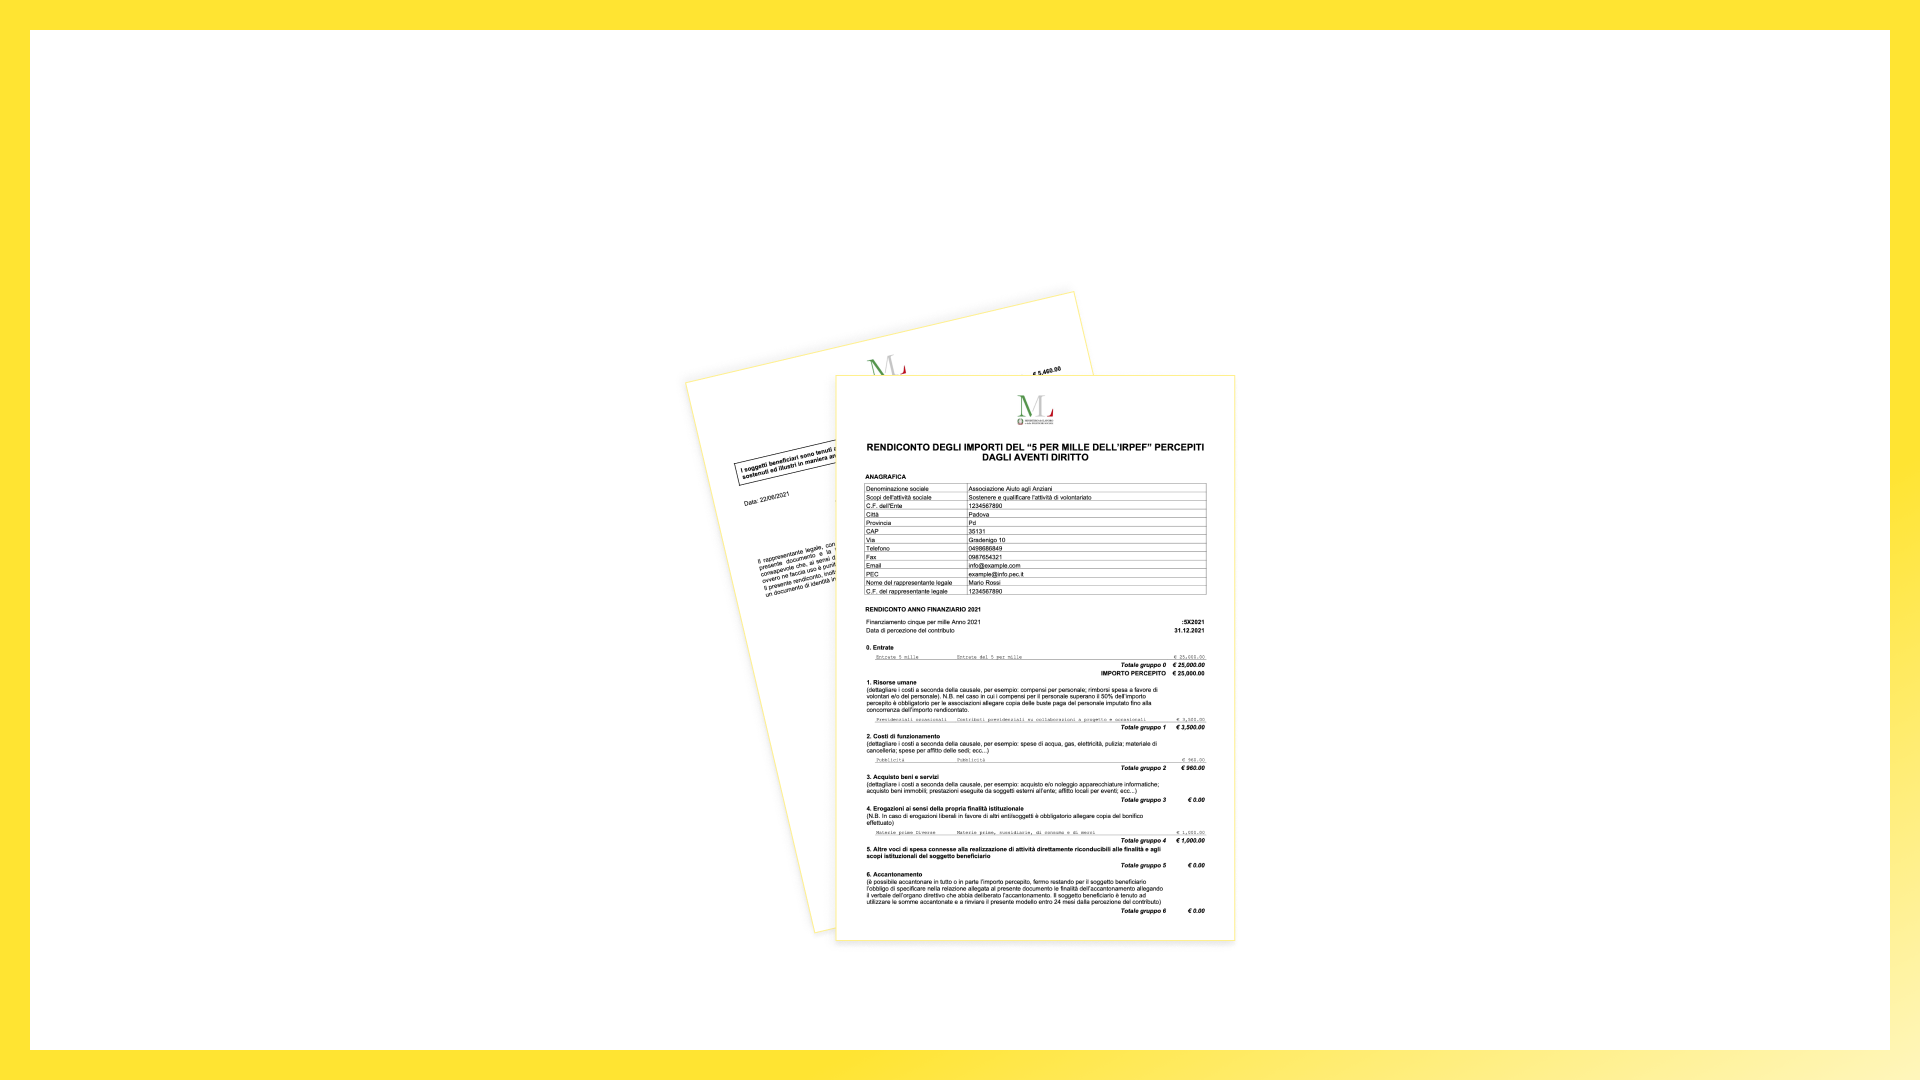 € 5,460.00
I soggetti beneficiari sono tenuti
sostenuti ed illustri in maniera
Data: 22/06/2021
Il rappresentante legale, con
presente documento e la
consapevole che, ai sensi
ovvero ne faccia uso è
Il presente rendiconto,
un documento di identità
ML
RENDICONTO DEGLI IMPORTI DEL “5 PER MILLE DELL’IRPEF” PERCEPITI
DAGLI AVENTI DIRITTO
ANAGRAFICA
Denominazione sociale Associazione Aiuto agli Anziani
Scopi dell'attività sociale Sostenere e qualificare l'attività di volontariato
C.F. dell'Ente 1234567890
Città Padova
Provincia Pd
CAP 35131
Via Gradenigo 10
Telefono 0498686849
Fax 0987654321
Email info@example.com
PEC example@info.pec.it
Nome del rappresentante legale Mario Rossi
C.F. del rappresentante legale 1234567890
RENDICONTO ANNO FINANZIARIO 2021
Finanziamento cinque per mille Anno 2021 :5X2021
Data di percezione del contributo 31.12.2021
0. Entrate
Entrate 5 mille Entrate del 5 per mille € 25,000.00
Totale gruppo 0 € 25,000.00
IMPORTO PERCEPITO € 25,000.00
1. Risorse umane
(dettagliare i costi a seconda della causale, per esempio: compensi per personale; rimborsi spesa a favore di
volontari e/o del personale). N.B. nel caso in cui i compensi per il personale superano il 50% dell'importo
percepito è obbligatorio per le associazioni allegare copia delle buste paga del personale imputato fino alla
concorrenza dell'importo rendicontato.
Previdenziali occasionali Contributi previdenziali su collaborazioni a progetto e occasionali € 3,500.00
Totale gruppo 1 € 3,500.00
2. Costi di funzionamento
(dettagliare i costi a seconda della causale, per esempio: spese di acqua, gas, elettricità, pulizia; materiale di
cancelleria; spese per affitto delle sedi; ecc...)
Pubblicità Pubblicità € 960.00
Totale gruppo 2 € 960.00
3. Acquisto beni e servizi
(dettagliare i costi a seconda della causale, per esempio: acquisto e/o noleggio apparecchiature informatiche;
acquisto beni immobili; prestazioni eseguite da soggetti esterni all'ente; affitto locali per eventi; ecc...)
Totale gruppo 3 € 0.00
4. Erogazioni ai sensi della propria finalità istituzionale
(N.B. In caso di erogazioni liberali in favore di altri enti/soggetti è obbligatorio allegare copia del bonifico
effettuato)
Materie prime Diverse Materie prime, sussidiarie, di consumo e di merci € 1,000.00
Totale gruppo 4 € 1,000.00
5. Altre voci di spesa connesse alla realizzazione di attività direttamente riconducibili alle finalità e agli
scopi istituzionali del soggetto beneficiario
Totale gruppo 5 € 0.00
6. Accantonamento
(è possibile accantonare in tutto o in parte l'importo percepito, fermo restando per il soggetto beneficiario
l'obbligo di specificare nella relazione allegata al presente documento le finalità dell'accantonamento allegando
il verbale dell'organo direttivo che abbia deliberato l'accantonamento. Il soggetto beneficiario è tenuto ad
utilizzare le somme accantonate e a rinviare il presente modello entro 24 mesi dalla percezione del contributo)
Totale gruppo 6 € 0.00